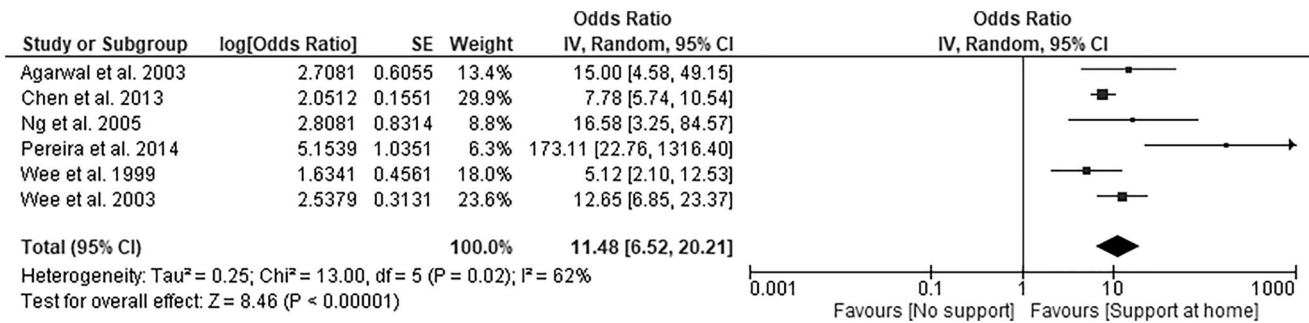 Odds Ratio Odds Ratio
Study or Subgroup log[Odds Ratio] SE Weight IV, Random, 95% CI IV, Random, 95% CI
Agarwal et al. 2003 2.7081 0.6055 13.4% 15.00 [4.58, 49.15]
Chen et al. 2013 2.0512 0.1551 29.9% 7.78 [5.74, 10.54]
Ng et al. 2005 2.8081 0.8314 8.8% 16.58 [3.25, 84.57]
Pereira et al. 2014 5.1539 1.0351 6.3% 173.11 [22.76, 1316.40]
Wee et al. 1999 1.6341 0.4561 18.0% 5.12 [2.10, 12.53]
Wee et al. 2003 2.5379 0.3131 23.6% 12.65 [6.85, 23.37]
Total (95% CI) 100.0% 11.48 [6.52, 20.21]
Heterogeneity: Tau² = 0.25; Chi² = 13.00, df = 5 (P = 0.02); I² = 62%
Test for overall effect: Z = 8.46 (P < 0.00001)
0.001 0.1 1 10 1000
Favours [No support] Favours [Support at home]